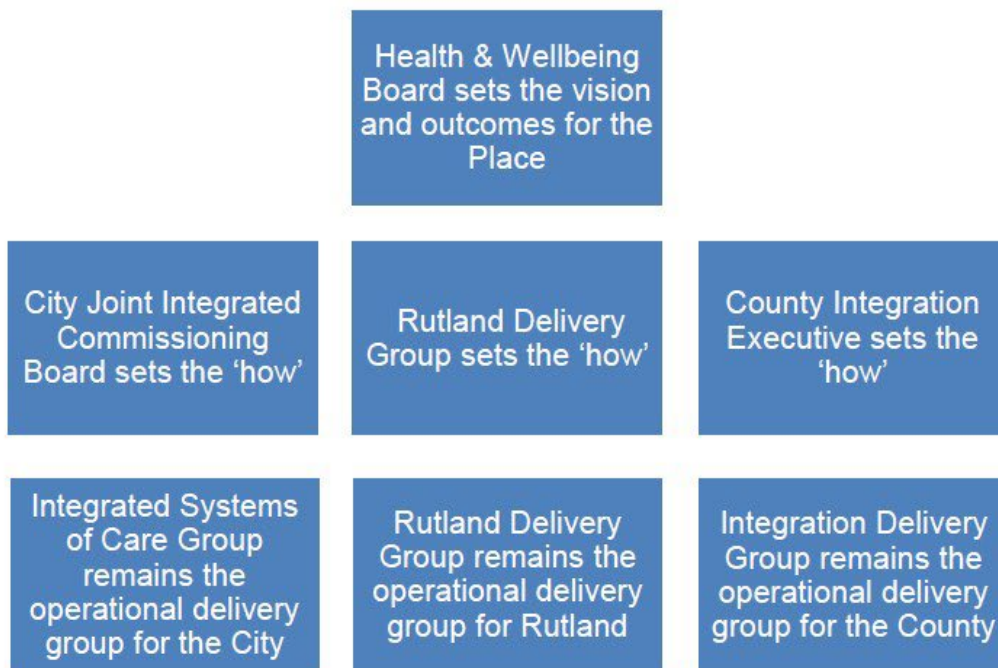 Health & Wellbeing
Board sets the vision
and outcomes for the
Place
City Joint Integrated
Commissioning
Board sets the ‘how’
Rutland Delivery
Group sets the ‘how’
County Integration
Executive sets the
‘how’
Integrated Systems
of Care Group
remains the
operational delivery
group for the City
Rutland Delivery
Group remains the
operational delivery
group for Rutland
Integration Delivery
Group remains the
operational delivery
group for the County